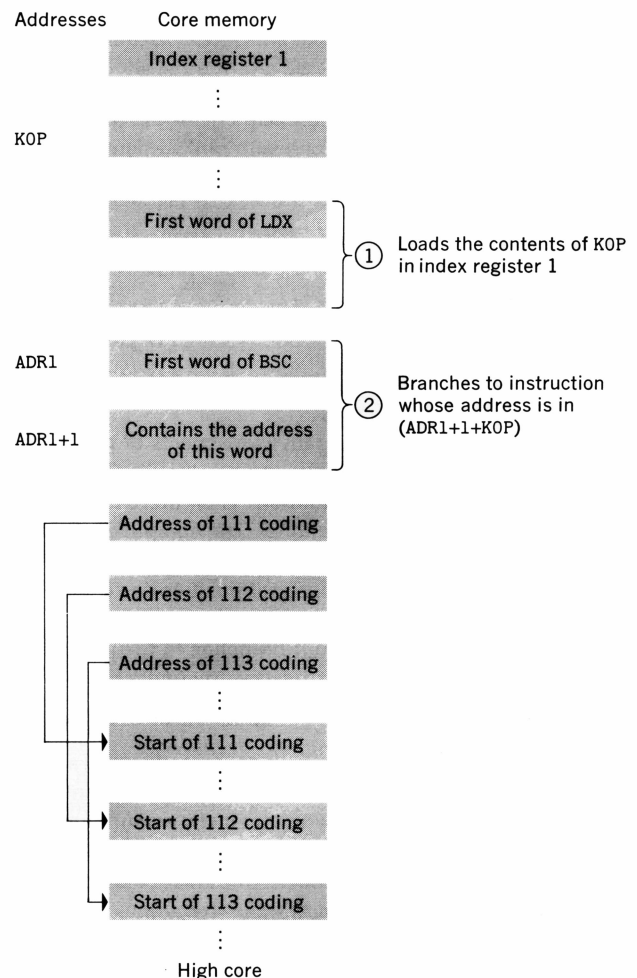 Addresses Core memory
Index register 1
KOP
First word of LDX
1 Loads the contents of KOP
in index register 1
ADR1 First word of BSC
2 Branches to instruction
whose address is in
(ADR1+1+KOP)
ADR1+1 Contains the address
of this word
Address of 111 coding
Address of 112 coding
Address of 113 coding
Start of 111 coding
Start of 112 coding
Start of 113 coding
High core